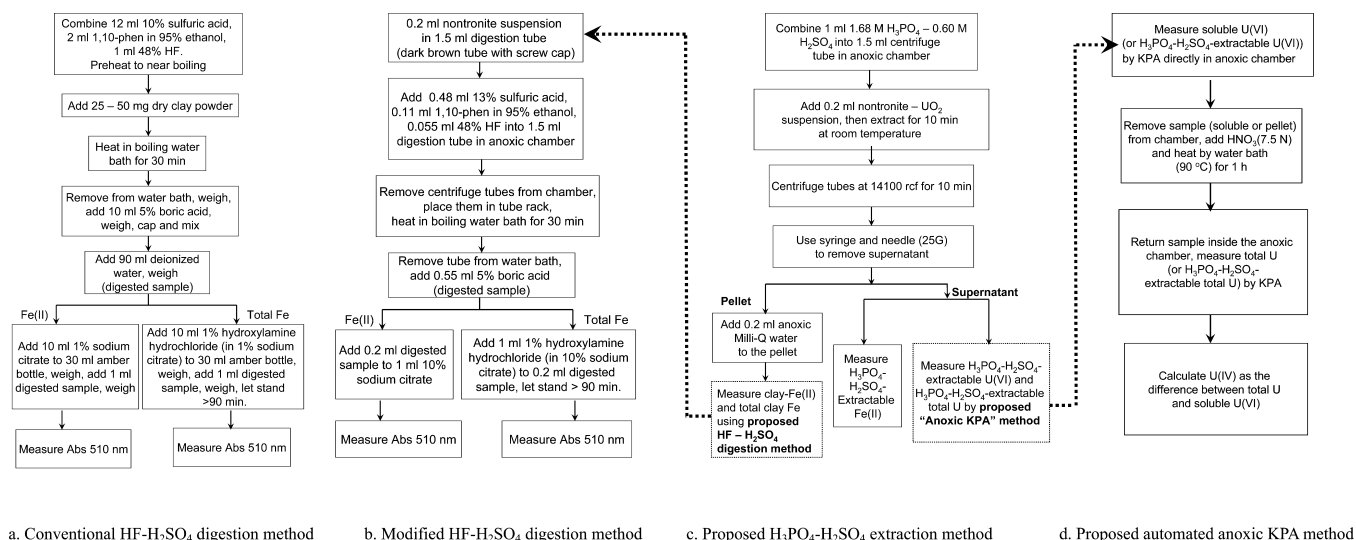 Combine 12 ml 10% sulfuric acid,
2 ml 1,10-phen in 95% ethanol,
1 ml 48% HF.
Preheat to near boiling
Add 25 – 50 mg dry clay powder
Heat in boiling water
bath for 30 min
Remove from water bath, weigh,
add 10 ml 5% boric acid,
weigh, cap and mix
Add 90 ml deionized
water, weigh
(digested sample)
Fe(II)
Total Fe
Add 10 ml 1% sodium
citrate to 30 ml amber
bottle, weigh, add 1 ml
digested sample, weigh
Add 10 ml 1% hydroxylamine
hydrochloride (in 1% sodium
citrate) to 30 ml amber bottle,
weigh, add 1 ml digested
sample, weigh, let stand
>90 min.
Measure Abs 510 nm
Measure Abs 510 nm
a. Conventional HF-H₂SO₄ digestion method
0.2 ml nontronite suspension
in 1.5 ml digestion tube
(dark brown tube with screw cap)
Add 0.48 ml 13% sulfuric acid,
0.11 ml 1,10-phen in 95% ethanol,
0.055 ml 48% HF into 1.5 ml
digestion tube in anoxic chamber
Remove centrifuge tubes from chamber,
place them in tube rack,
heat in boiling water bath for 30 min
Remove tube from water bath,
add 0.55 ml 5% boric acid
(digested sample)
Fe(II)
Total Fe
Add 0.2 ml digested
sample to 1 ml 10%
sodium citrate
Add 1 ml 1% hydroxylamine
hydrochloride (in 10% sodium
citrate) to 0.2 ml digested
sample, let stand > 90 min.
Measure Abs 510 nm
Measure Abs 510 nm
b. Modified HF-H₂SO₄ digestion method
Combine 1 ml 1.68 M H₃PO₄ – 0.60 M
H₂SO₄ into 1.5 ml centrifuge
tube in anoxic chamber
Add 0.2 ml nontronite – UO₂
suspension, then extract for 10 min
at room temperature
Centrifuge tubes at 14100 rcf for 10 min
Use syringe and needle (25G)
to remove supernatant
Pellet
Supernatant
Add 0.2 ml anoxic
Milli-Q water
to the pellet
Measure clay-Fe(II)
and total clay Fe
using proposed
HF – H₂SO₄
digestion method
Measure
H₃PO₄-
H₂SO₄-
Extractable
Fe(II)
Measure H₃PO₄-H₂SO₄-
extractable U(VI) and
H₃PO₄-H₂SO₄-extractable
total U by proposed
“Anoxic KPA” method
c. Proposed H₃PO₄-H₂SO₄ extraction method
Measure soluble U(VI)
(or H₃PO₄-H₂SO₄-extractable U(VI))
by KPA directly in anoxic chamber
Remove sample (soluble or pellet)
from chamber, add HNO₃(7.5 N)
and heat by water bath
(90 °C) for 1 h
Return sample inside the anoxic
chamber, measure total U
(or H₃PO₄-H₂SO₄-
extractable total U) by KPA
Calculate U(IV) as the
difference between total U
and soluble U(VI)
d. Proposed automated anoxic KPA method